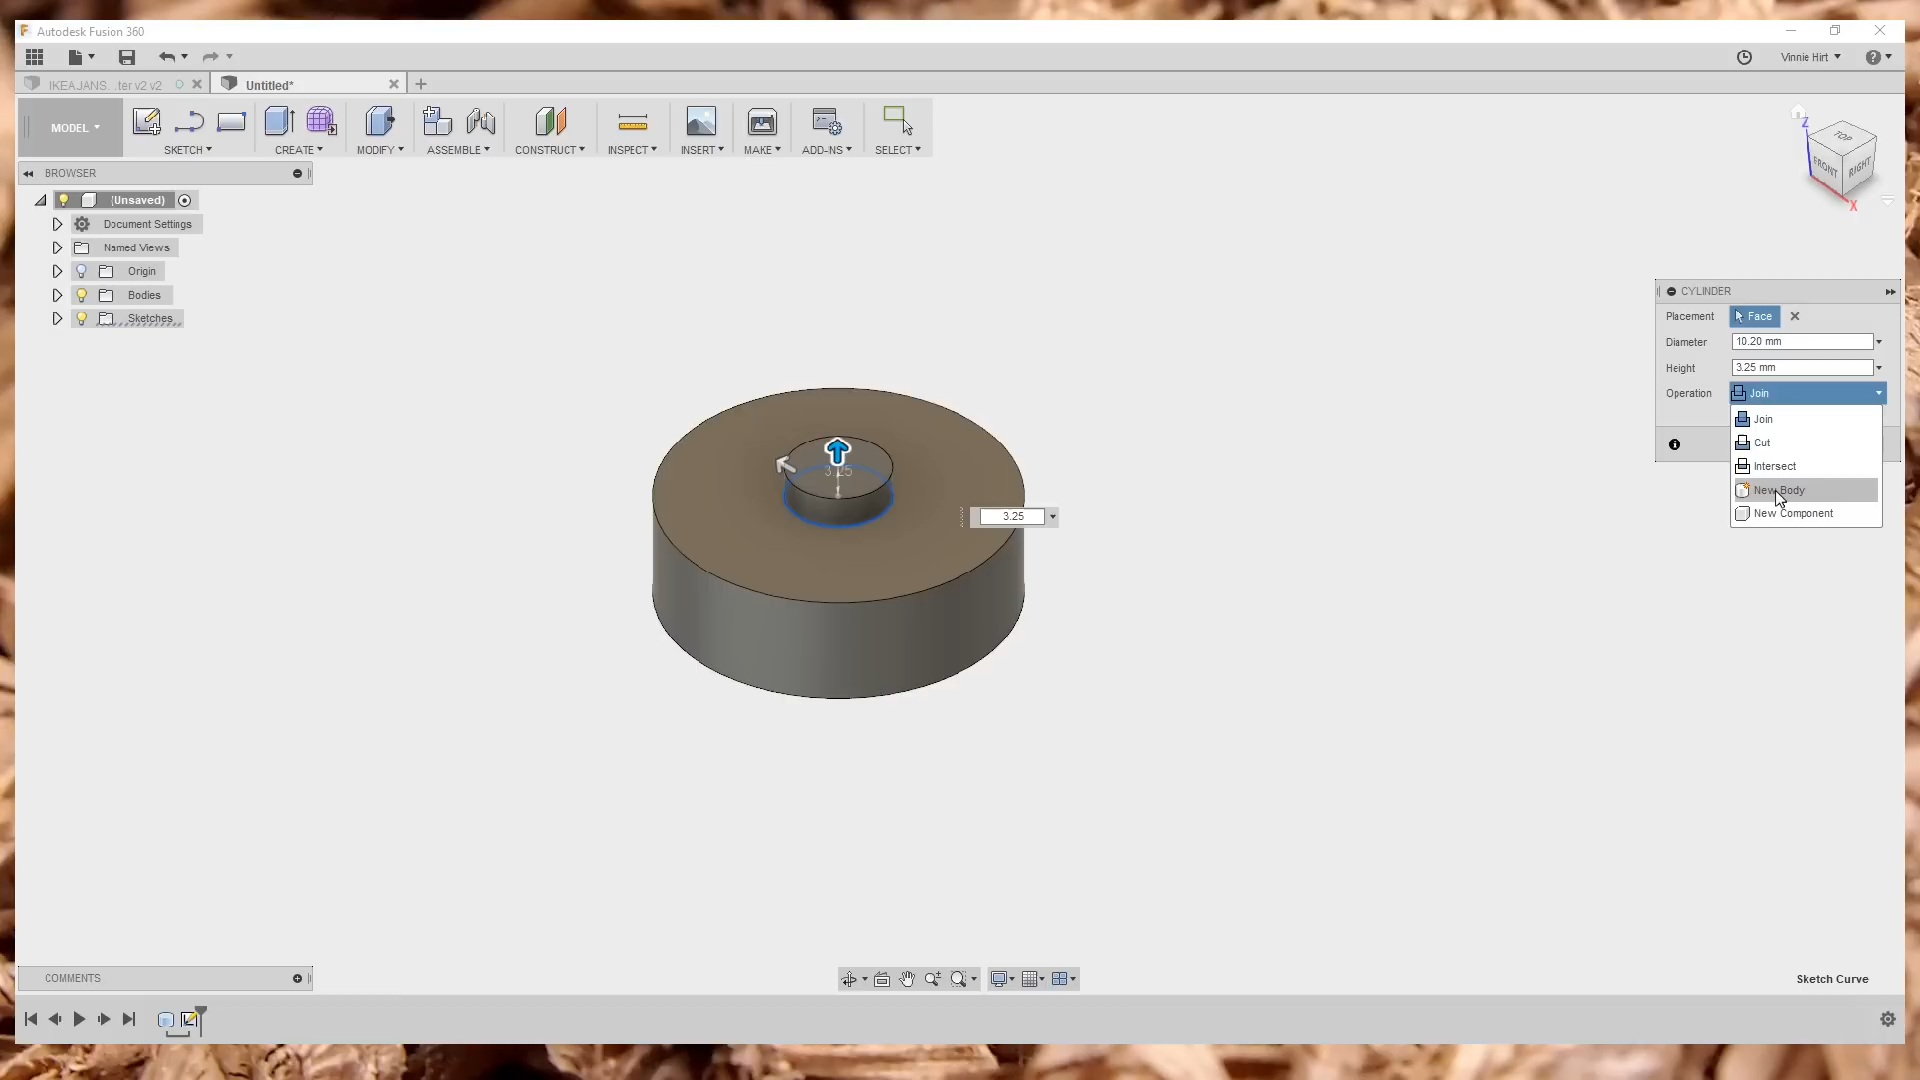 Autodesk Fusion 360
Vinnie Hirt
IKEAJANS. ..ter v2 v2
Untitled*
MODEL
SKETCH
CREATE
MODIFY
ASSEMBLE
CONSTRUCT
INSPECT
INSERT
MAKE
ADD-INS
SELECT
BROWSER
(Unsaved)
Document Settings
Named Views
Origin
Bodies
Sketches
Z
TOP
FRONT
RIGHT
X
CYLINDER
Placement Face
Diameter 10.20 mm
Height 3.25 mm
Operation Join
Join
Cut
Intersect
New Body
New Component
3.25
3.25
COMMENTS
Sketch Curve